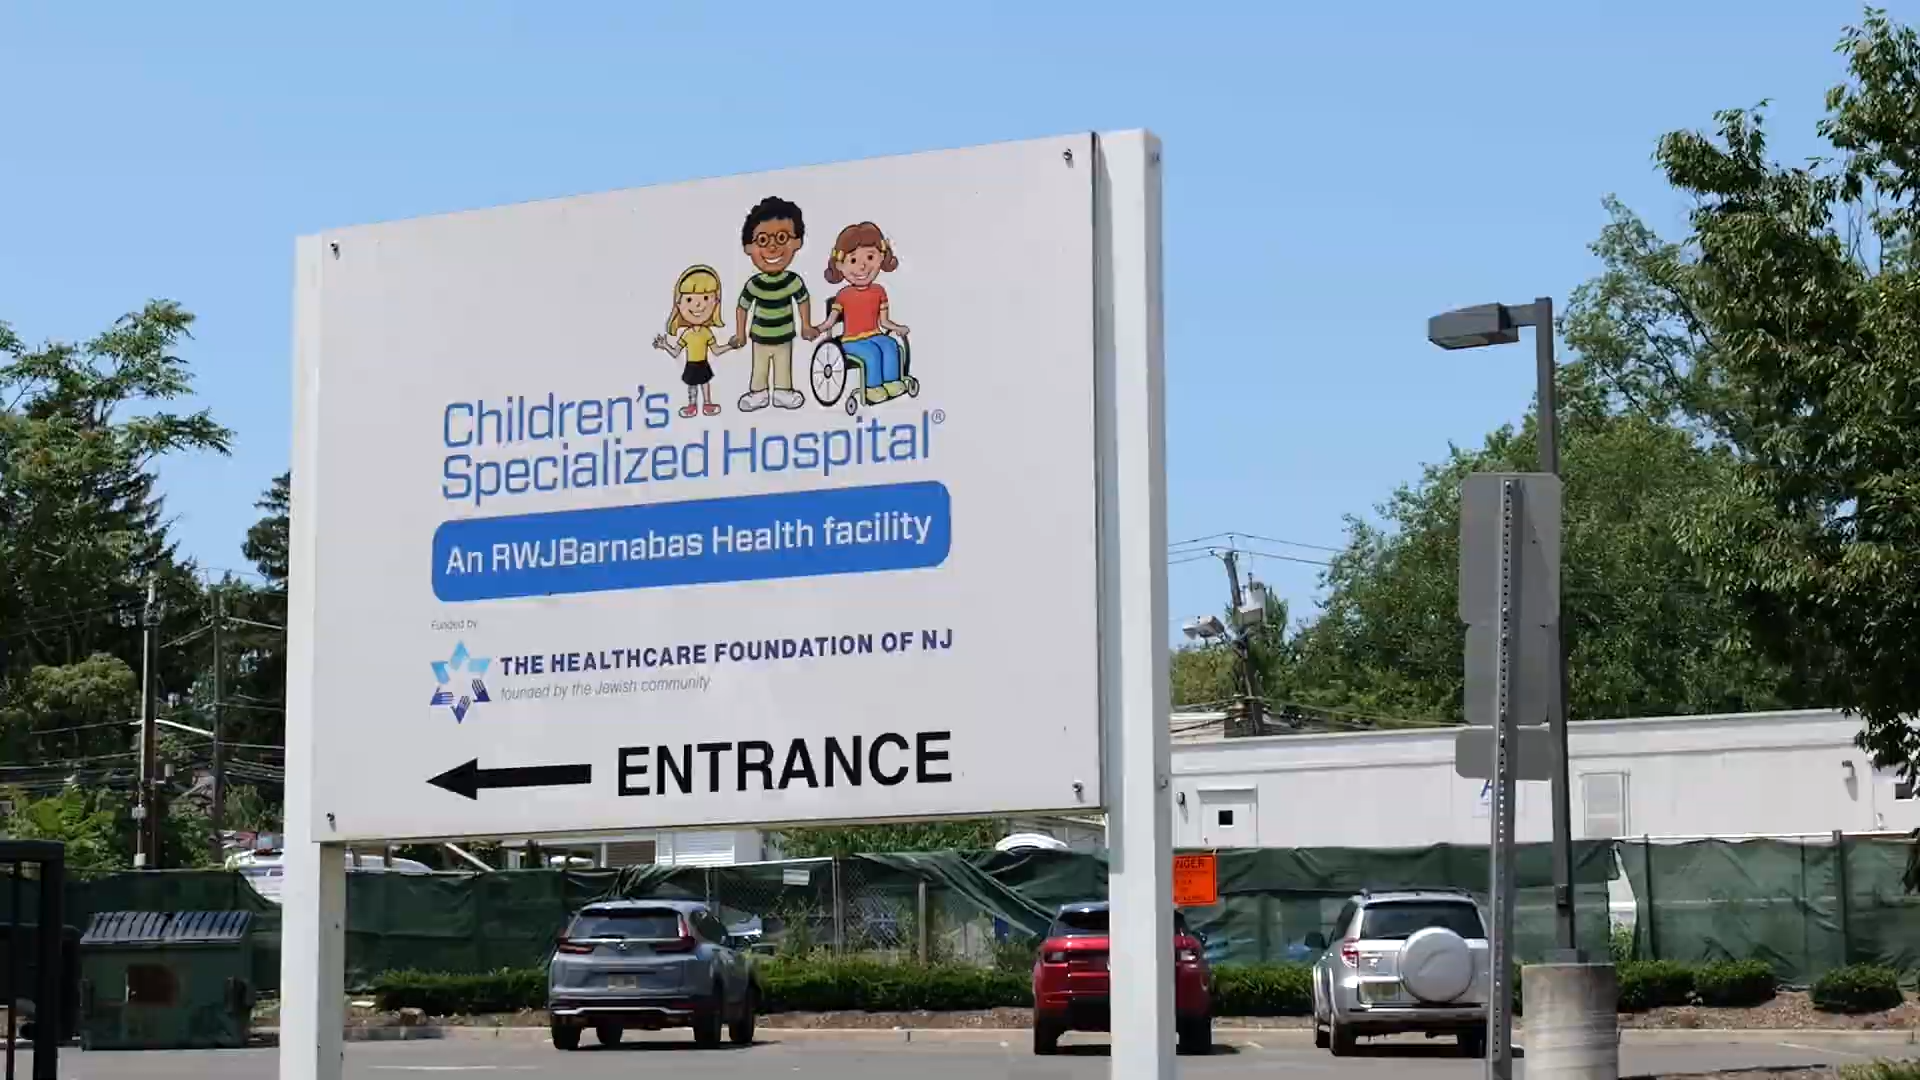 Children's
Specialized Hospital®
An RWJBarnabas Health facility
Funded by
THE HEALTHCARE FOUNDATION OF NJ
founded by the Jewish community
ENTRANCE